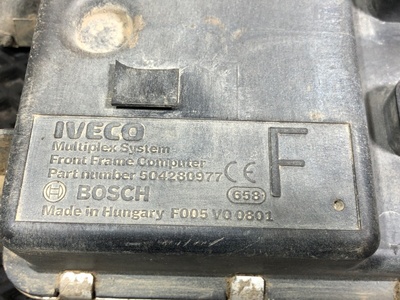 IVECO
Multiplex System
Front Frame Computer
Part number 504280977 CE F
BOSCH 658
Made in Hungary F005 V0 0801